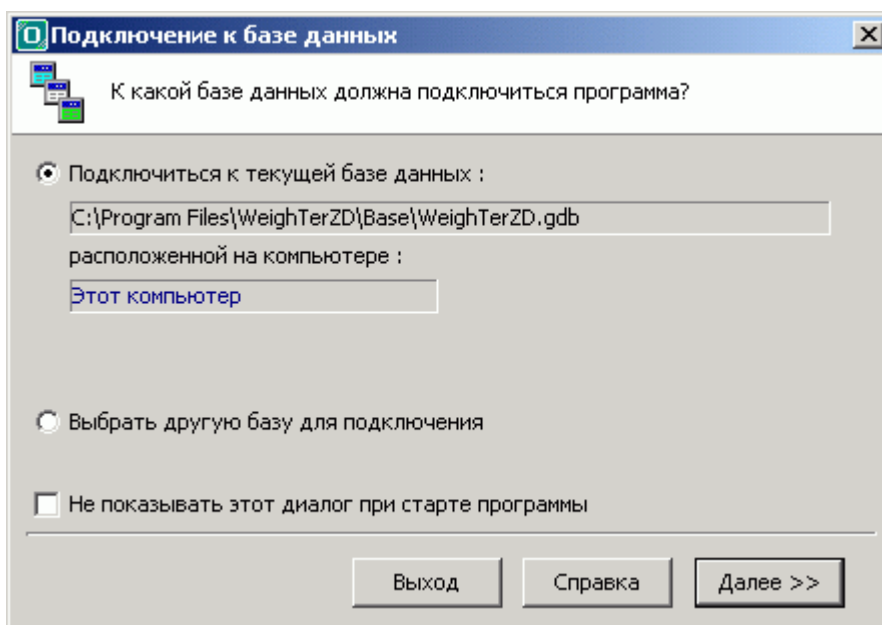 Подключение к базе данных
К какой базе данных должна подключиться программа?
Подключиться к текущей базе данных :
C:\Program Files\WeighTerZD\Base\WeighTerZD.gdb
расположенной на компьютере :
Этот компьютер
Выбрать другую базу для подключения
Не показывать этот диалог при старте программы
Выход Справка Далее >>